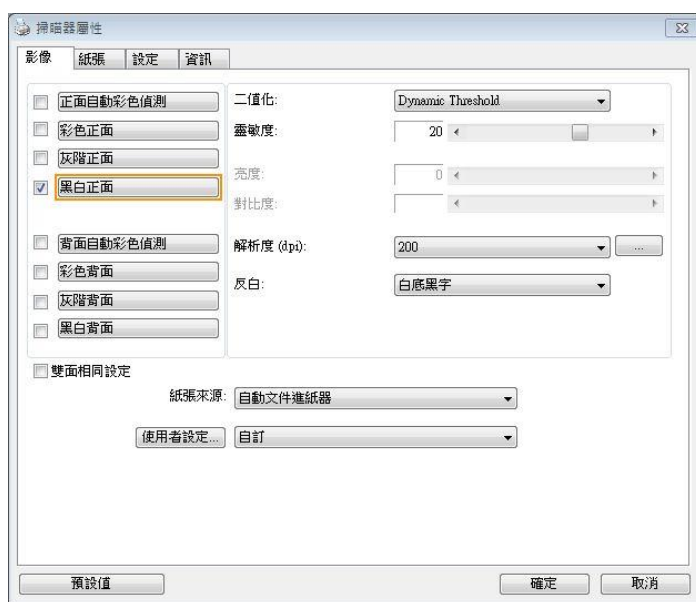 掃瞄器屬性
影像 紙張 設定 資訊
正面自動彩色偵測
彩色正面
灰階正面
黑白正面
背面自動彩色偵測
彩色背面
灰階背面
黑白背面
二值化: Dynamic Threshold
靈敏度: 20
亮度: 0
對比度:
解析度 (dpi): 200 ...
反白: 白底黑字
雙面相同設定
紙張來源: 自動文件進紙器
使用者設定... 自訂
預設值 確定 取消